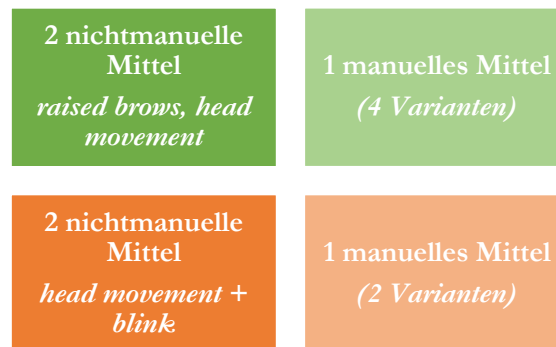 2 nichtmanuelle
Mittel
raised brows, head
movement
1 manuelles Mittel
(4 Varianten)
2 nichtmanuelle
Mittel
head movement +
blink
1 manuelles Mittel
(2 Varianten)